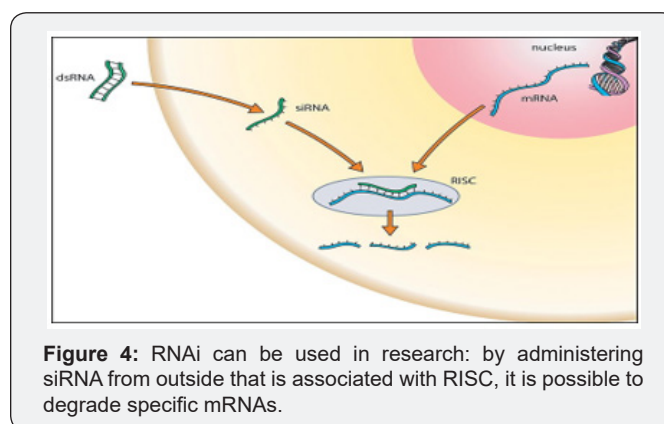 nucleus
dsRNA
siRNA
mRNA
RISC
Figure 4: RNAi can be used in research: by administering
siRNA from outside that is associated with RISC, it is possible to
degrade specific mRNAs.